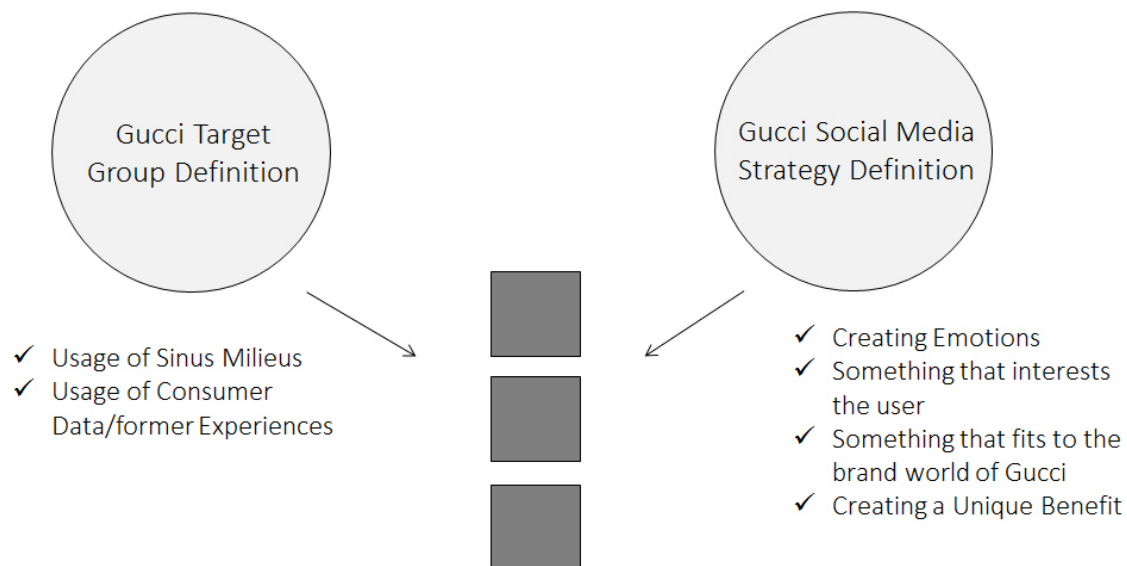 Gucci Target
Group Definition
Gucci Social Media
Strategy Definition
✓ Usage of Sinus Milieus
✓ Usage of Consumer
Data/former Experiences
✓ Creating Emotions
✓ Something that interests
the user
✓ Something that fits to the
brand world of Gucci
✓ Creating a Unique Benefit